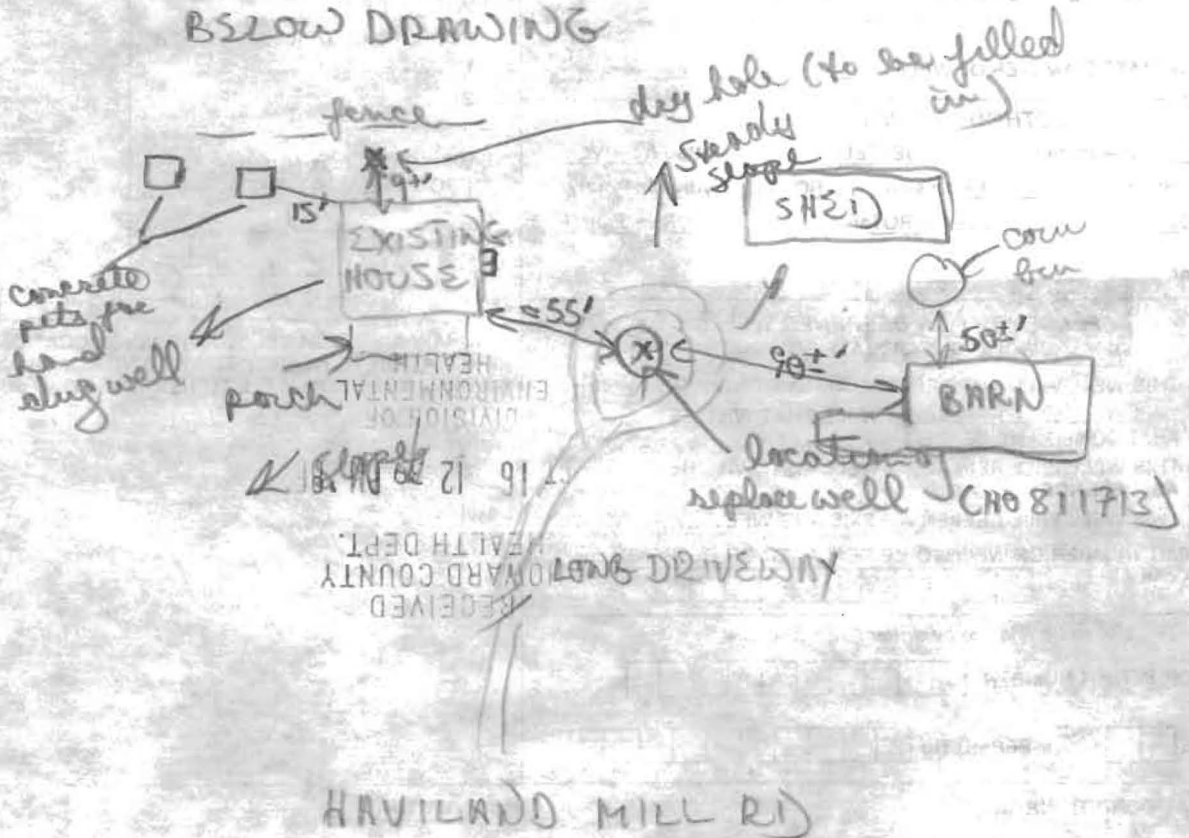 BELOW DRAWING
dry hole (to be filled
in)
fence
Steady
slope
SHED
15'
9±'
EXISTING
HOUSE
corn
bin
concrete
pits for
hand
dug well
≈55'
90±'
50±'
BARN
porch
HEALTH
ENVIRONMENTAL
DIVISION OF
slope
location of
replace well (HO 811713)
HEALTH DEPT.
HOWARD COUNTY
RECEIVED
LONG DRIVEWAY
HAVILAND MILL RD